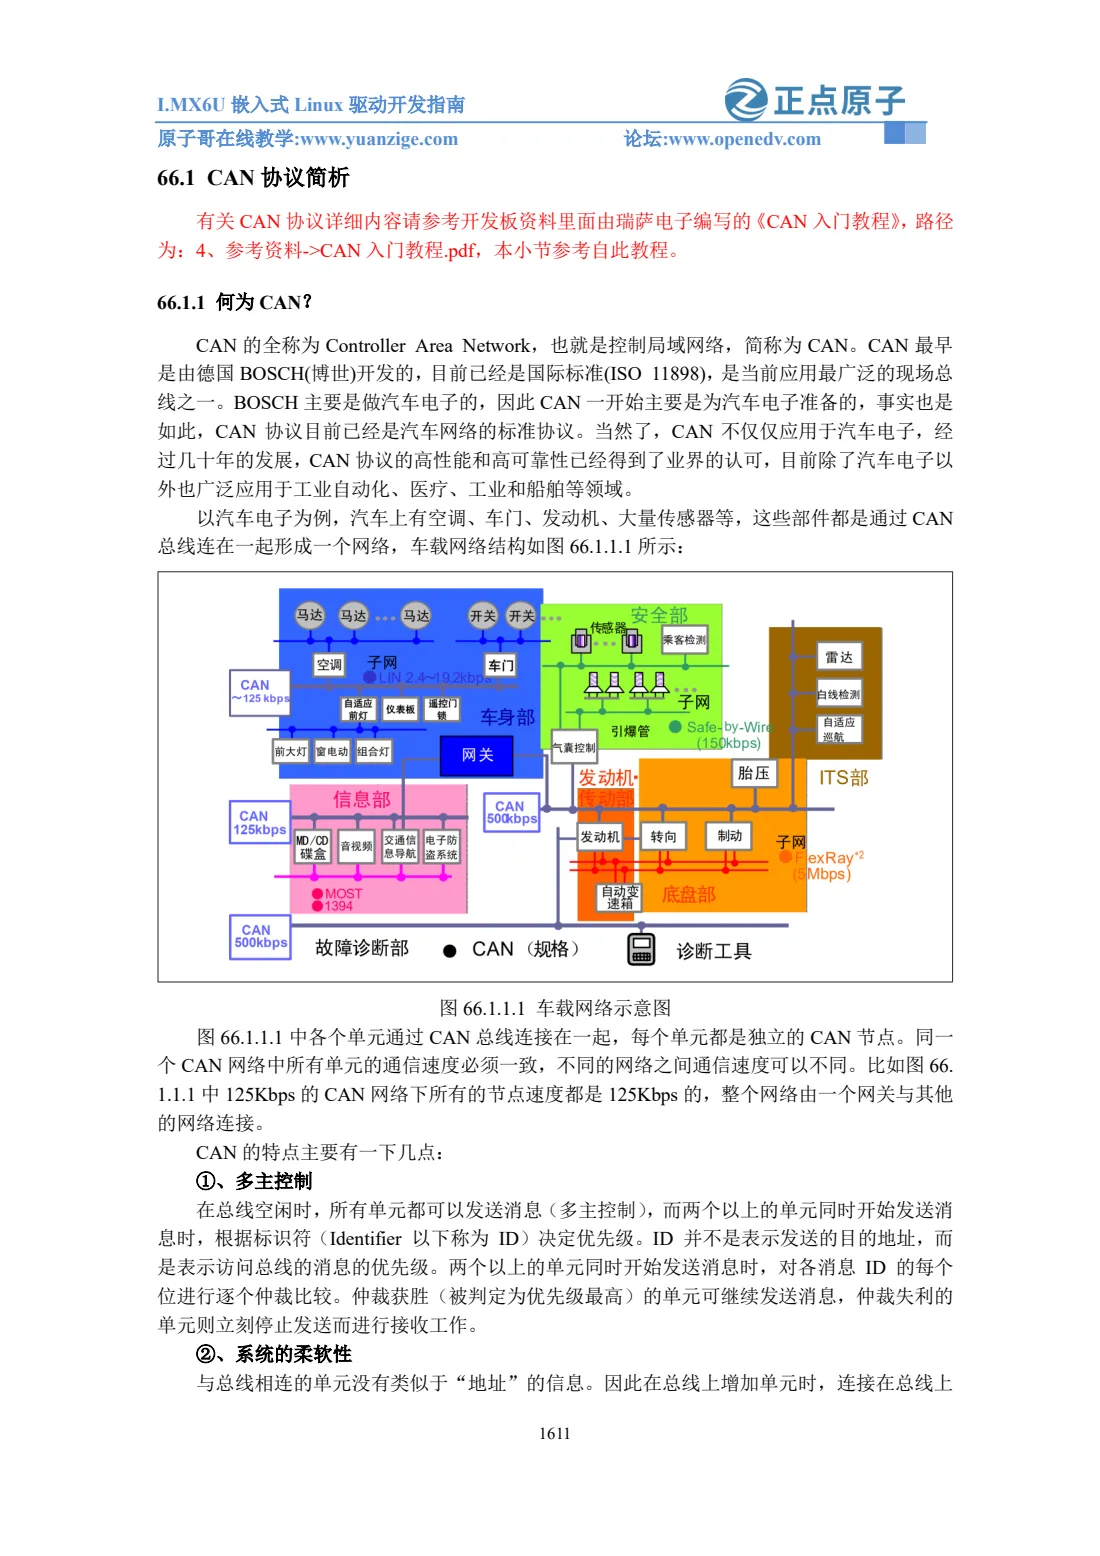 I.MX6U 嵌入式 Linux 驱动开发指南
正点原子
原子哥在线教学:www.yuanzige.com 论坛:www.openedv.com
66.1 CAN 协议简析
有关 CAN 协议详细内容请参考开发板资料里面由瑞萨电子编写的《CAN 入门教程》，路径
为：4、参考资料->CAN 入门教程.pdf，本小节参考自此教程。
66.1.1 何为 CAN？
CAN 的全称为 Controller Area Network，也就是控制局域网络，简称为 CAN。CAN 最早
是由德国 BOSCH(博世)开发的，目前已经是国际标准(ISO 11898)，是当前应用最广泛的现场总
线之一。BOSCH 主要是做汽车电子的，因此 CAN 一开始主要是为汽车电子准备的，事实也是
如此，CAN 协议目前已经是汽车网络的标准协议。当然了，CAN 不仅仅应用于汽车电子，经
过几十年的发展，CAN 协议的高性能和高可靠性已经得到了业界的认可，目前除了汽车电子以
外也广泛应用于工业自动化、医疗、工业和船舶等领域。
以汽车电子为例，汽车上有空调、车门、发动机、大量传感器等，这些部件都是通过 CAN
总线连在一起形成一个网络，车载网络结构如图 66.1.1.1 所示：
马达 马达 马达 开关 开关
空调
子网
LIN 2.4~19.2kbps
车门
CAN
～125 kbps
自适应
前灯
仪表板
遥控门
锁
车身部
前大灯 窗电动 组合灯
网关
安全部
传感器
乘客检测
子网
引爆管
Safe-by-Wire
(150kbps)
气囊控制
雷达
白线检测
自适应
巡航
ITS部
信息部
CAN
125kbps
MD/CD
碟盒
音视频
交通信
息导航
电子防
盗系统
MOST
1394
CAN
500kbps
发动机·
传动部
胎压
发动机 转向 制动
子网
FlexRay*2
(5Mbps)
自动变
速箱
底盘部
CAN
500kbps
故障诊断部 ● CAN（规格） 诊断工具
图 66.1.1.1 车载网络示意图
图 66.1.1.1 中各个单元通过 CAN 总线连接在一起，每个单元都是独立的 CAN 节点。同一
个 CAN 网络中所有单元的通信速度必须一致，不同的网络之间通信速度可以不同。比如图 66.
1.1.1 中 125Kbps 的 CAN 网络下所有的节点速度都是 125Kbps 的，整个网络由一个网关与其他
的网络连接。
CAN 的特点主要有一下几点：
①、多主控制
在总线空闲时，所有单元都可以发送消息（多主控制），而两个以上的单元同时开始发送消
息时，根据标识符（Identifier 以下称为 ID）决定优先级。ID 并不是表示发送的目的地址，而
是表示访问总线的消息的优先级。两个以上的单元同时开始发送消息时，对各消息 ID 的每个
位进行逐个仲裁比较。仲裁获胜（被判定为优先级最高）的单元可继续发送消息，仲裁失利的
单元则立刻停止发送而进行接收工作。
②、系统的柔软性
与总线相连的单元没有类似于“地址”的信息。因此在总线上增加单元时，连接在总线上
1611